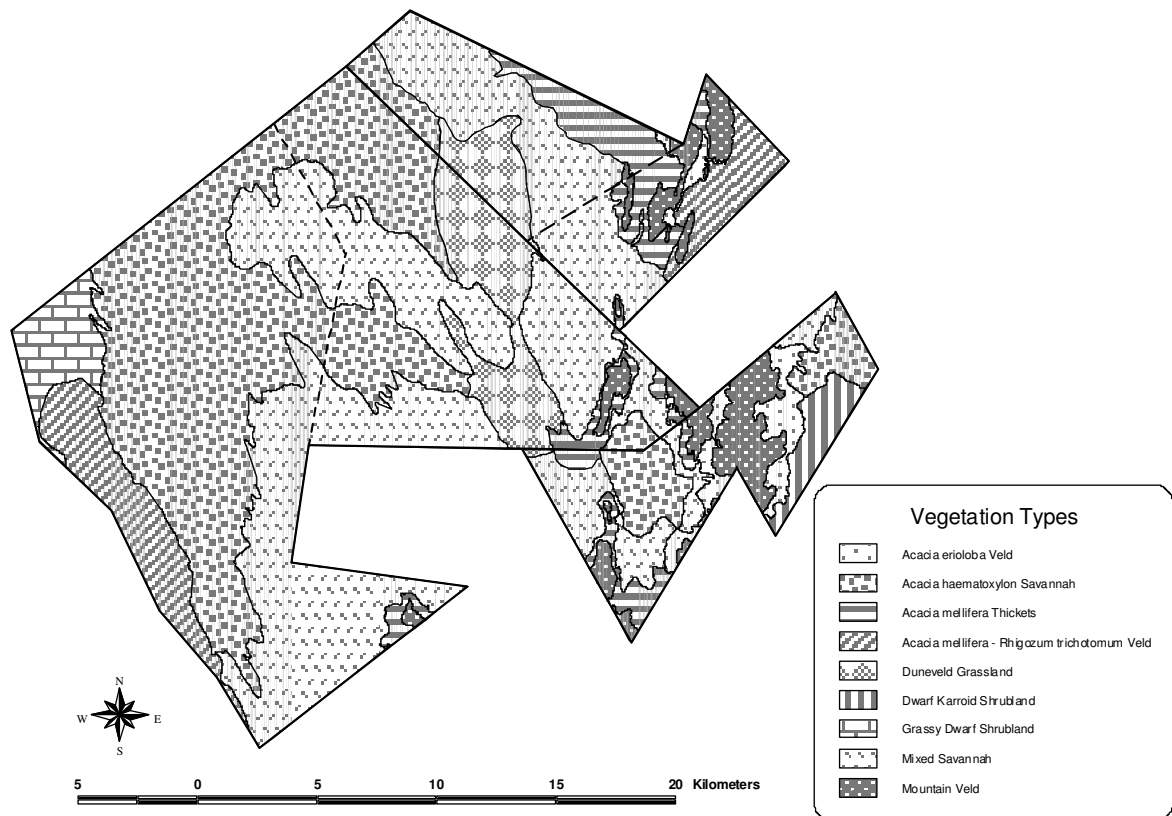 Vegetation Types
Acacia erioloba Veld
Acacia haematoxylon Savannah
Acacia mellifera Thickets
Acacia mellifera - Rhigozum trichotomum Veld
Duneveld Grassland
Dwarf Karroid Shrubland
Grassy Dwarf Shrubland
Mixed Savannah
Mountain Veld
N
W E
S
5 0 5 10 15 20 Kilometers